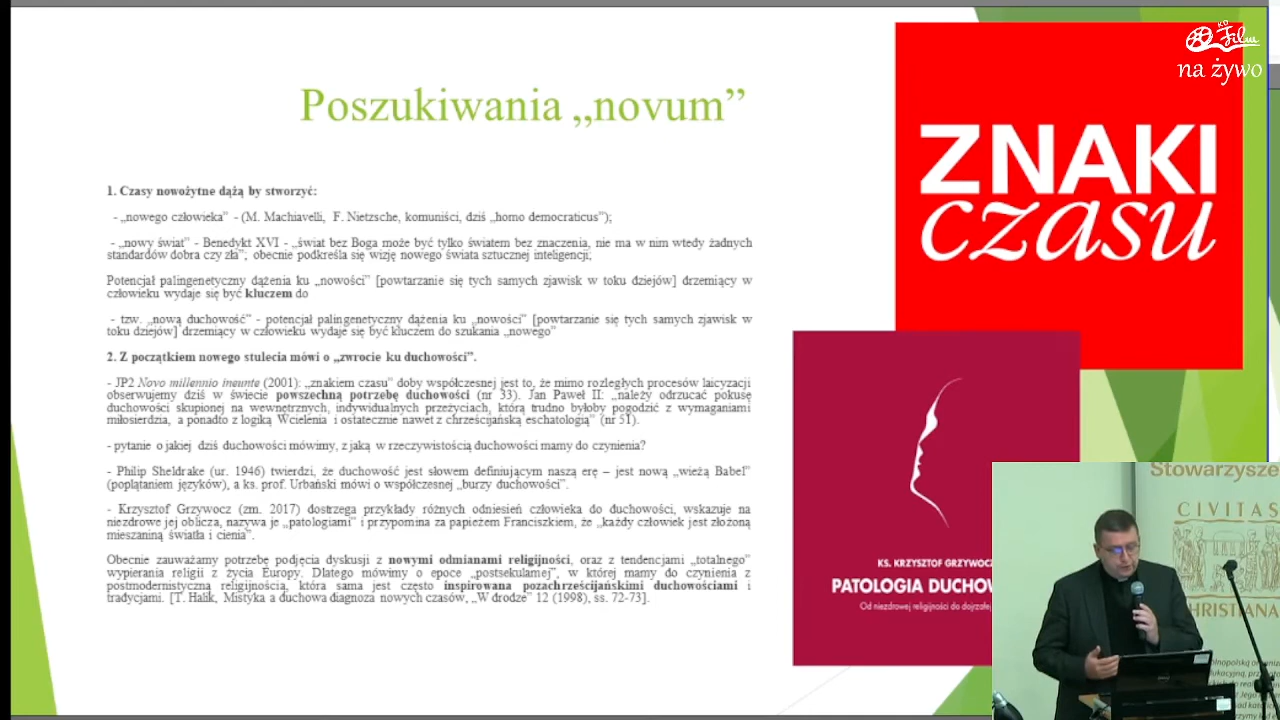 Poszukiwania „novum”
1. Czasy nowożytne dążą by stworzyć:
- „nowego człowieka” - (M. Machiavelli, F. Nietzsche, komuniści, dziś „homo democraticus”);
- „nowy świat” - Benedykt XVI - „świat bez Boga może być tylko światem bez znaczenia, nie ma w nim wtedy żadnych
standardów dobra czy zła”; obecnie podkreśla się wizję nowego świata sztucznej inteligencji;
Potencjał palingenetyczny dążenia ku „nowości” [powtarzanie się tych samych zjawisk w toku dziejów] drzemiący w
człowieku wydaje się być kluczem do
- tzw. „nową duchowość” - potencjał palingenetyczny dążenia ku „nowości” [powtarzanie się tych samych zjawisk w
toku dziejów] drzemiący w człowieku wydaje się być kluczem do szukania „nowego”
2. Z początkiem nowego stulecia mówi o „zwrocie ku duchowości”.
- JP2 Novo millennio ineunte (2001): „znakiem czasu” doby współczesnej jest to, że mimo rozległych procesów laicyzacji
obserwujemy dziś w świecie powszechną potrzebę duchowości (nr 33). Jan Paweł II: „należy odrzucać pokusę
duchowości skupionej na wewnętrznych, indywidualnych przeżyciach, którą trudno byłoby pogodzić z wymaganiami
miłosierdzia, a ponadto z logiką Wcielenia i ostatecznie nawet z chrześcijańską eschatologią” (nr 51).
- pytanie o jakiej dziś duchowości mówimy, z jaką w rzeczywistością duchowości mamy do czynienia?
- Philip Sheldrake (ur. 1946) twierdzi, że duchowość jest słowem definiującym naszą erę – jest nową „wieżą Babel”
(poplątaniem języków), a ks. prof. Urbański mówi o współczesnej „burzy duchowości”.
- Krzysztof Grzywocz (zm. 2017) dostrzega przykłady różnych odniesień człowieka do duchowości, wskazuje na
niezdrowe jej oblicza, nazywa je „patologiami” i przypomina za papieżem Franciszkiem, że „każdy człowiek jest złożoną
mieszaniną światła i cienia”.
Obecnie zauważamy potrzebę podjęcia dyskusji z nowymi odmianami religijności, oraz z tendencjami „totalnego”
wypierania religii z życia Europy. Dlatego mówimy o epoce „postsekularnej”, w której mamy do czynienia z
postmodernistyczną religijnością, która sama jest często inspirowana pozachrześcijańskimi duchowościami i
tradycjami. [T. Halik, Mistyka a duchowa diagnoza nowych czasów, „W drodze” 12 (1998), ss. 72-73].
ZNAKI
czasu
KO
Film
na żywo
KS. KRZYSZTOF GRZYWOCZ
PATOLOGIA DUCHOW
Od niezdrowej religijności do dojrzałej
Stowarzysze
CIVITAS
HRISTIANA